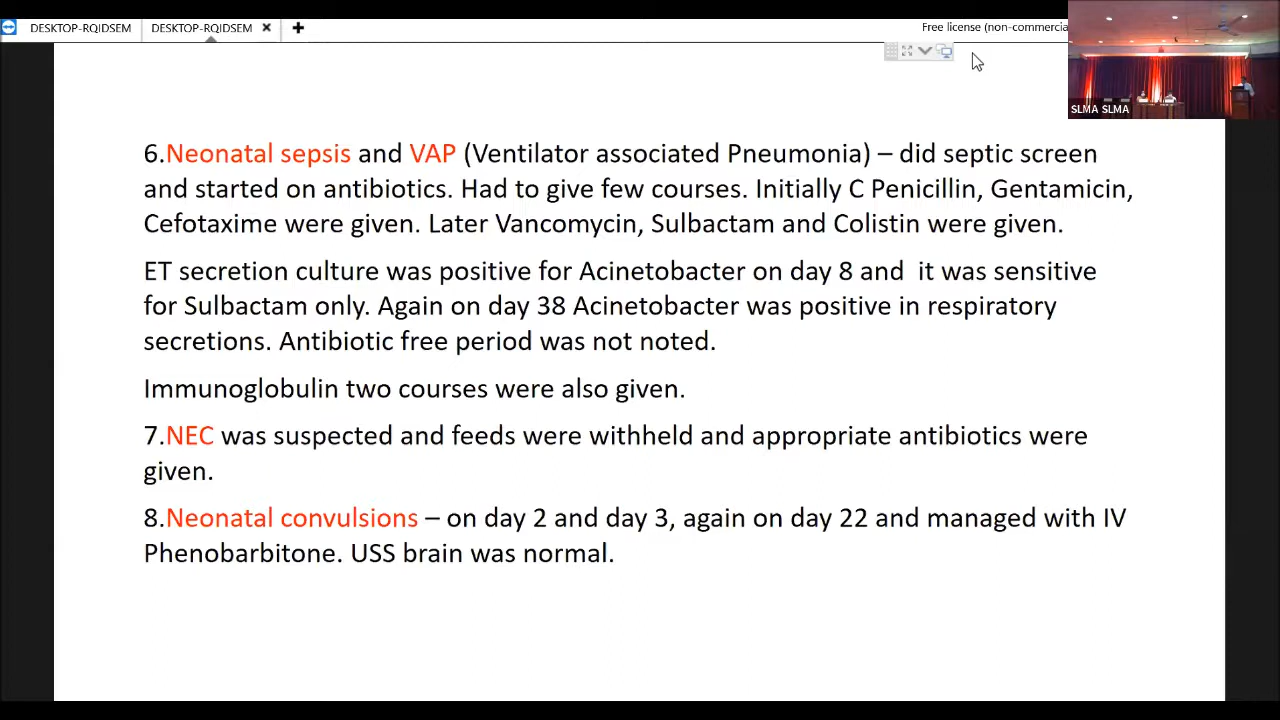 DESKTOP-RQIDSEM DESKTOP-RQIDSEM
Free license (non-commercia
SLMA SLMA
6.Neonatal sepsis and VAP (Ventilator associated Pneumonia) – did septic screen
and started on antibiotics. Had to give few courses. Initially C Penicillin, Gentamicin,
Cefotaxime were given. Later Vancomycin, Sulbactam and Colistin were given.
ET secretion culture was positive for Acinetobacter on day 8 and  it was sensitive
for Sulbactam only. Again on day 38 Acinetobacter was positive in respiratory
secretions. Antibiotic free period was not noted.
Immunoglobulin two courses were also given.
7.NEC was suspected and feeds were withheld and appropriate antibiotics were
given.
8.Neonatal convulsions – on day 2 and day 3, again on day 22 and managed with IV
Phenobarbitone. USS brain was normal.